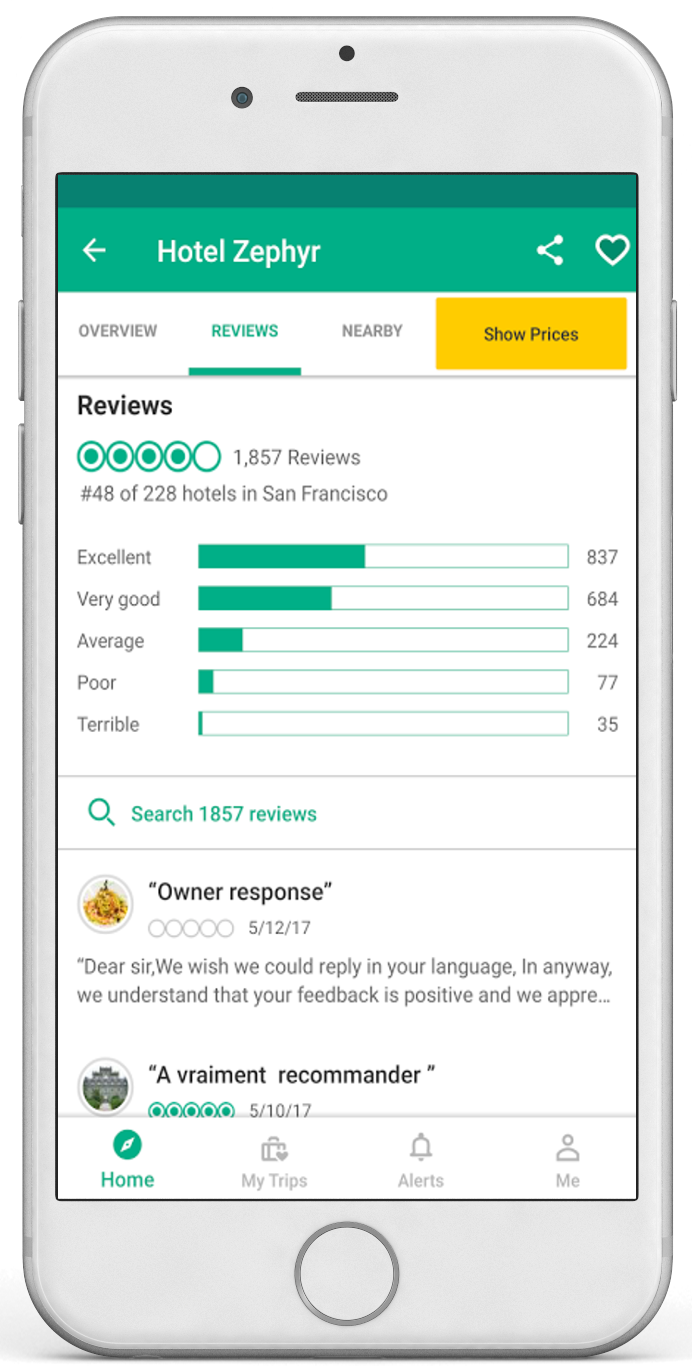 Hotel Zephyr
OVERVIEW REVIEWS NEARBY Show Prices
Reviews
1,857 Reviews
#48 of 228 hotels in San Francisco
Excellent 837
Very good 684
Average 224
Poor 77
Terrible 35
Search 1857 reviews
“Owner response”
5/12/17
“Dear sir,We wish we could reply in your language, In anyway,
we understand that your feedback is positive and we appre...
“A vraiment recommander ”
5/10/17
Home My Trips Alerts Me